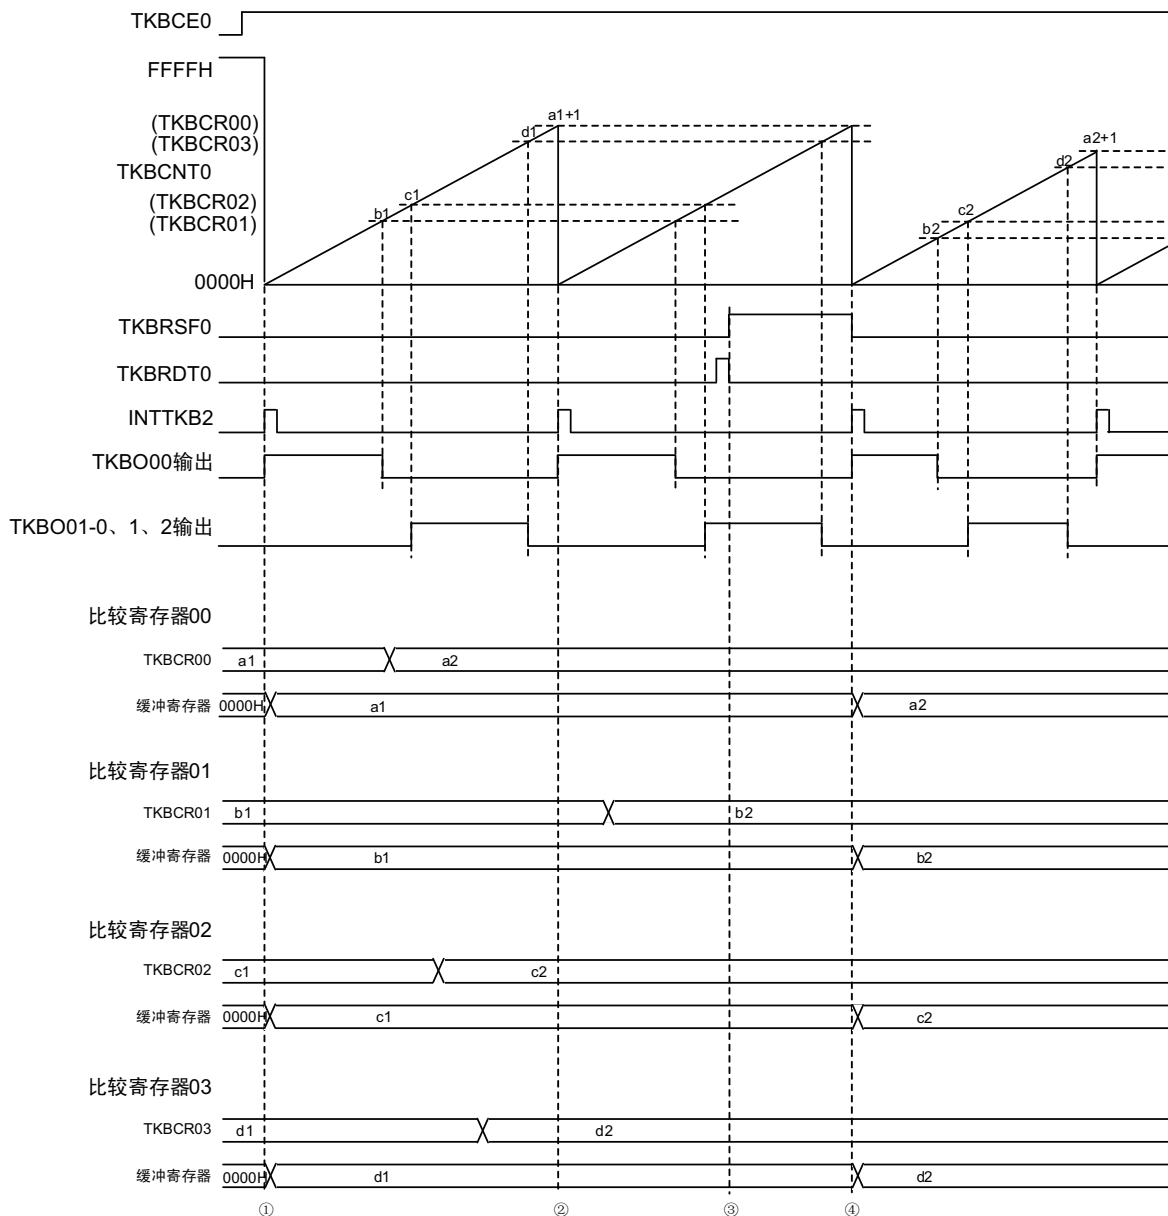 TKBCE0
FFFFH
(TKBCR00)
a1+1
d1
(TKBCR03)
a2+1
d2
TKBCNT0
c1
(TKBCR02)
b1
c2
(TKBCR01)
b2
0000H
TKBRSF0
TKBRDT0
INTTKB2
TKBO00输出
TKBO01-0、1、2输出
比较寄存器00
TKBCR00 a1 a2
缓冲寄存器 0000H a1 a2
比较寄存器01
TKBCR01 b1 b2
缓冲寄存器 0000H b1 b2
比较寄存器02
TKBCR02 c1 c2
缓冲寄存器 0000H c1 c2
比较寄存器03
TKBCR03 d1 d2
缓冲寄存器 0000H d1 d2
① ② ③ ④